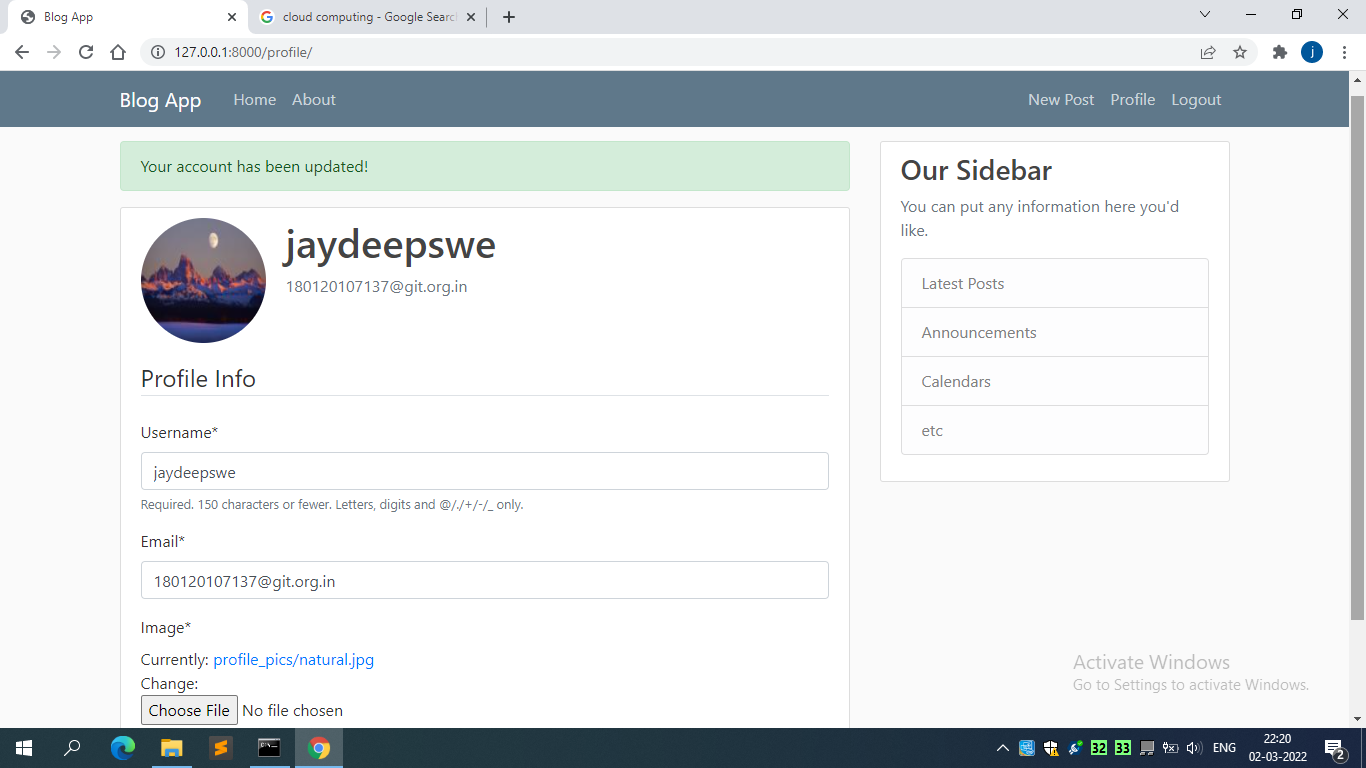 Blog App
cloud computing - Google Searc
127.0.0.1:8000/profile/
j
Blog App Home About New Post Profile Logout
Your account has been updated!
jaydeepswe
180120107137@git.org.in
Profile Info
Username*
jaydeepswe
Required. 150 characters or fewer. Letters, digits and @/./+/-/_ only.
Email*
180120107137@git.org.in
Image*
Currently: profile_pics/natural.jpg
Change:
Choose File No file chosen
Our Sidebar
You can put any information here you'd
like.
Latest Posts
Announcements
Calendars
etc
Activate Windows
Go to Settings to activate Windows.
32 33 ENG
22:20
02-03-2022
2